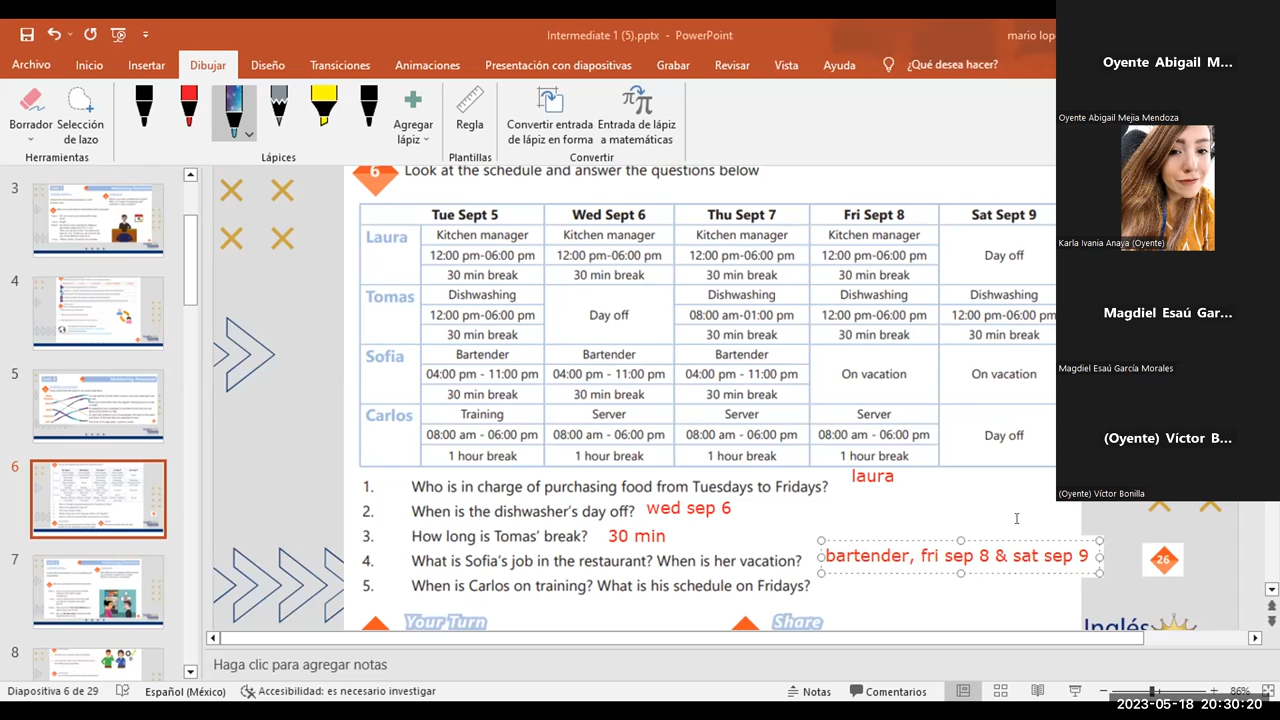 Intermediate 1 (5).pptx - PowerPoint
mario lop
Archivo Inicio Insertar Dibujar Diseño Transiciones Animaciones Presentación con diapositivas Grabar Revisar Vista Ayuda ¿Qué desea hacer?
Borrador
Selección de lazo
Herramientas
Lápices
Agregar lápiz
Regla
Plantillas
Convertir entrada de lápiz en forma
Entrada de lápiz a matemáticas
Convertir
Oyente Abigail M...
Oyente Abigail Mejia Mendoza
Karla Ivania Anaya (Oyente)
Magdiel Esaú Gar...
Magdiel Esaú García Morales
(Oyente) Víctor B...
(Oyente) Víctor Bonilla
3
4
5
6
7
8
6 Look at the schedule and answer the questions below
Tue Sept 5 Wed Sept 6 Thu Sept 7 Fri Sept 8 Sat Sept 9
Laura
Kitchen manager Kitchen manager Kitchen manager Kitchen manager
12:00 pm-06:00 pm 12:00 pm-06:00 pm 12:00 pm-06:00 pm 12:00 pm-06:00 pm Day off
30 min break 30 min break 30 min break 30 min break
Tomas
Dishwashing Dishwashing Dishwashing Dishwashing
12:00 pm-06:00 pm Day off 08:00 am-01:00 pm 12:00 pm-06:00 pm 12:00 pm-06:00 pm
30 min break 30 min break 30 min break 30 min break
Sofia
Bartender Bartender Bartender
04:00 pm - 11:00 pm 04:00 pm - 11:00 pm 04:00 pm - 11:00 pm On vacation On vacation
30 min break 30 min break 30 min break
Carlos
Training Server Server Server
08:00 am - 06:00 pm 08:00 am - 06:00 pm 08:00 am - 06:00 pm 08:00 am - 06:00 pm Day off
1 hour break 1 hour break 1 hour break 1 hour break
1. Who is in charge of purchasing food from Tuesdays to Fridays? laura
2. When is the dishwasher's day off? wed sep 6
3. How long is Tomas' break? 30 min
4. What is Sofia's job in the restaurant? When is her vacation? bartender, fri sep 8 & sat sep 9
5. When is Carlos on training? What is his schedule on Fridays?
26
Your Turn
Share
Inglés
Haga clic para agregar notas
Diapositiva 6 de 29 Español (México) Accesibilidad: es necesario investigar Notas Comentarios 86%
2023-05-18 20:30:20